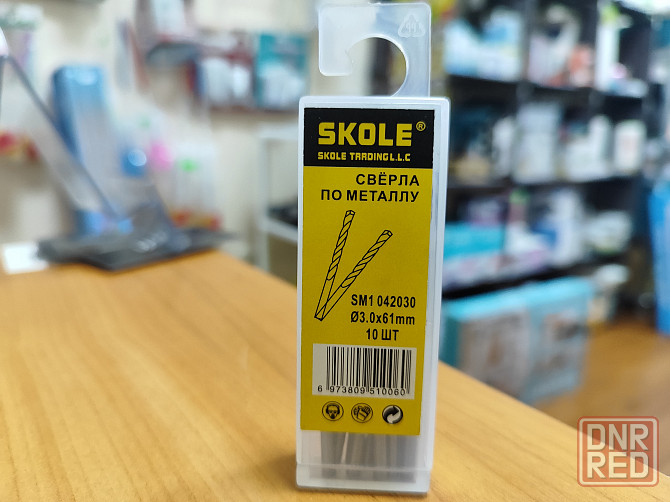 SKOLE®
SKOLE TRADING L.L.C
СВЁРЛА
ПО МЕТАЛЛУ
SM1 042030
Ø3.0x61mm
10 ШТ
6 973809 510060
DNR
RED